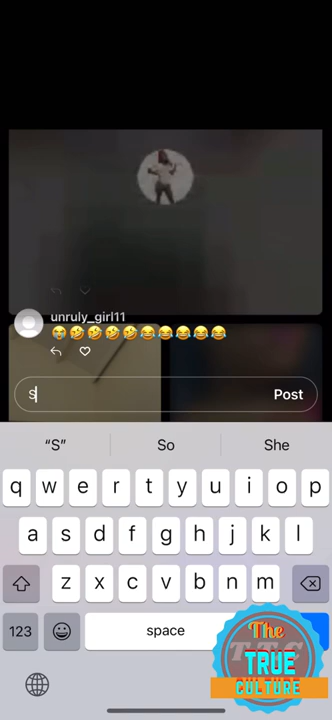 unruly_girl11
😭🤣🤣🤣🤣😂😂😂😂😂
S
Post
“S”
So
She
q w e r t y u i o p
a s d f g h j k l
z x c v b n m
123
space
The
T.T.C
TRUE
CULTURE